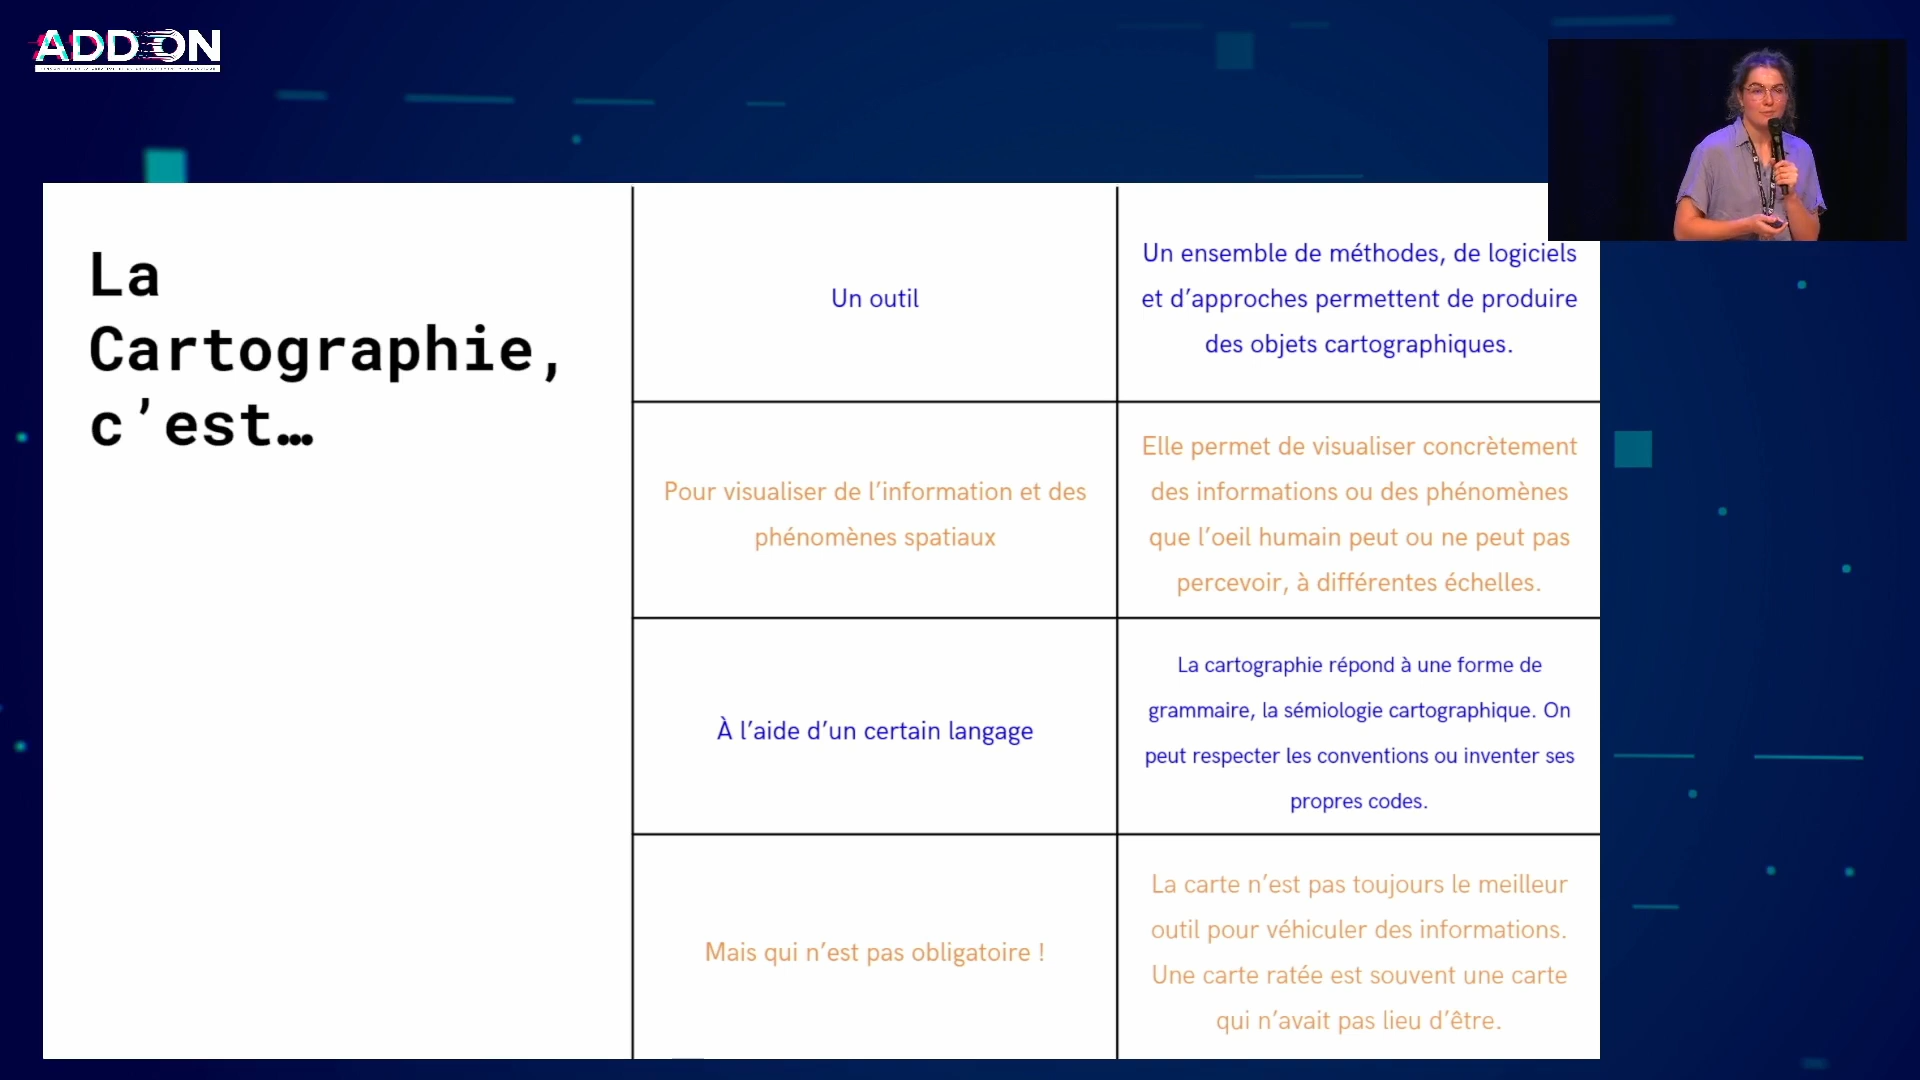 ADDON
La
Cartographie,
c’est…
Un outil
Un ensemble de méthodes, de logiciels
et d’approches permettent de produire
des objets cartographiques.
Pour visualiser de l’information et des
phénomènes spatiaux
Elle permet de visualiser concrètement
des informations ou des phénomènes
que l’oeil humain peut ou ne peut pas
percevoir, à différentes échelles.
À l’aide d’un certain langage
La cartographie répond à une forme de
grammaire, la sémiologie cartographique. On
peut respecter les conventions ou inventer ses
propres codes.
Mais qui n’est pas obligatoire !
La carte n’est pas toujours le meilleur
outil pour véhiculer des informations.
Une carte ratée est souvent une carte
qui n’avait pas lieu d’être.